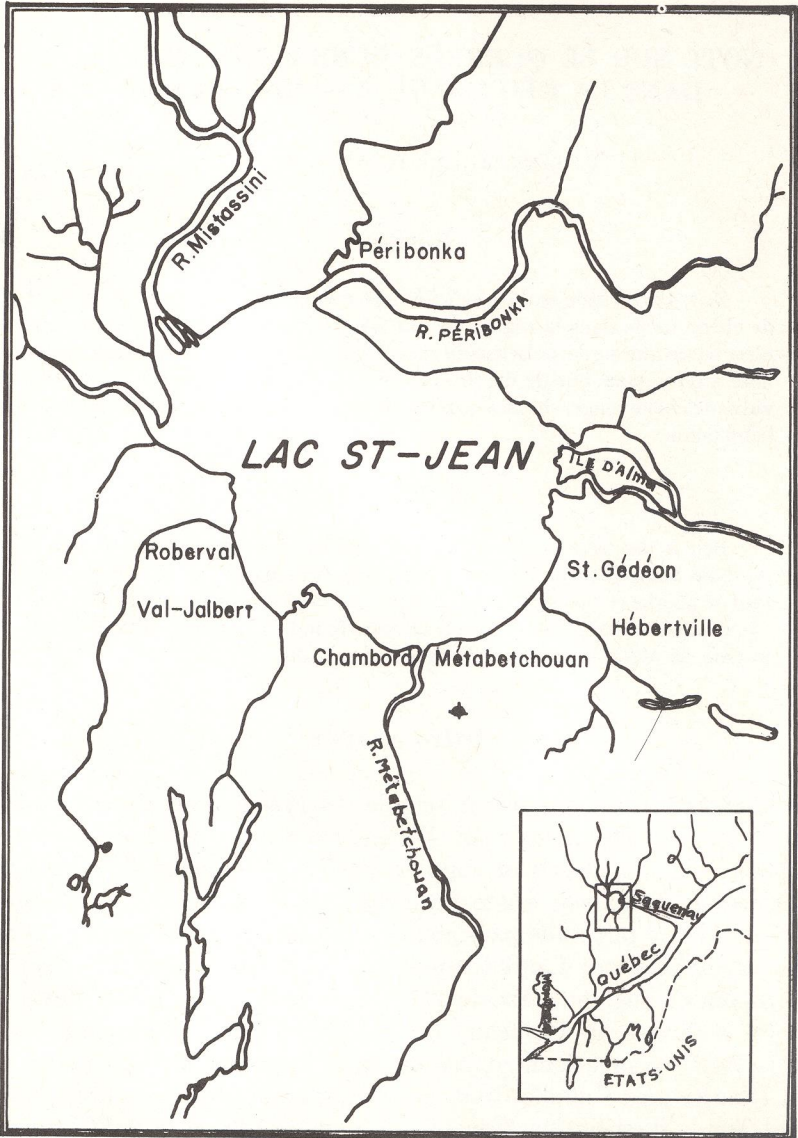 R. Mistassini
Péribonka
R. PÉRIBONKA
LAC ST-JEAN
ILE D'Alma
Roberval
St. Gédéon
Val-Jalbert
Hébertville
Chambord
Métabetchouan
R. Métabetchouan
Saguenay
Québec
Montréal
ETATS-UNIS